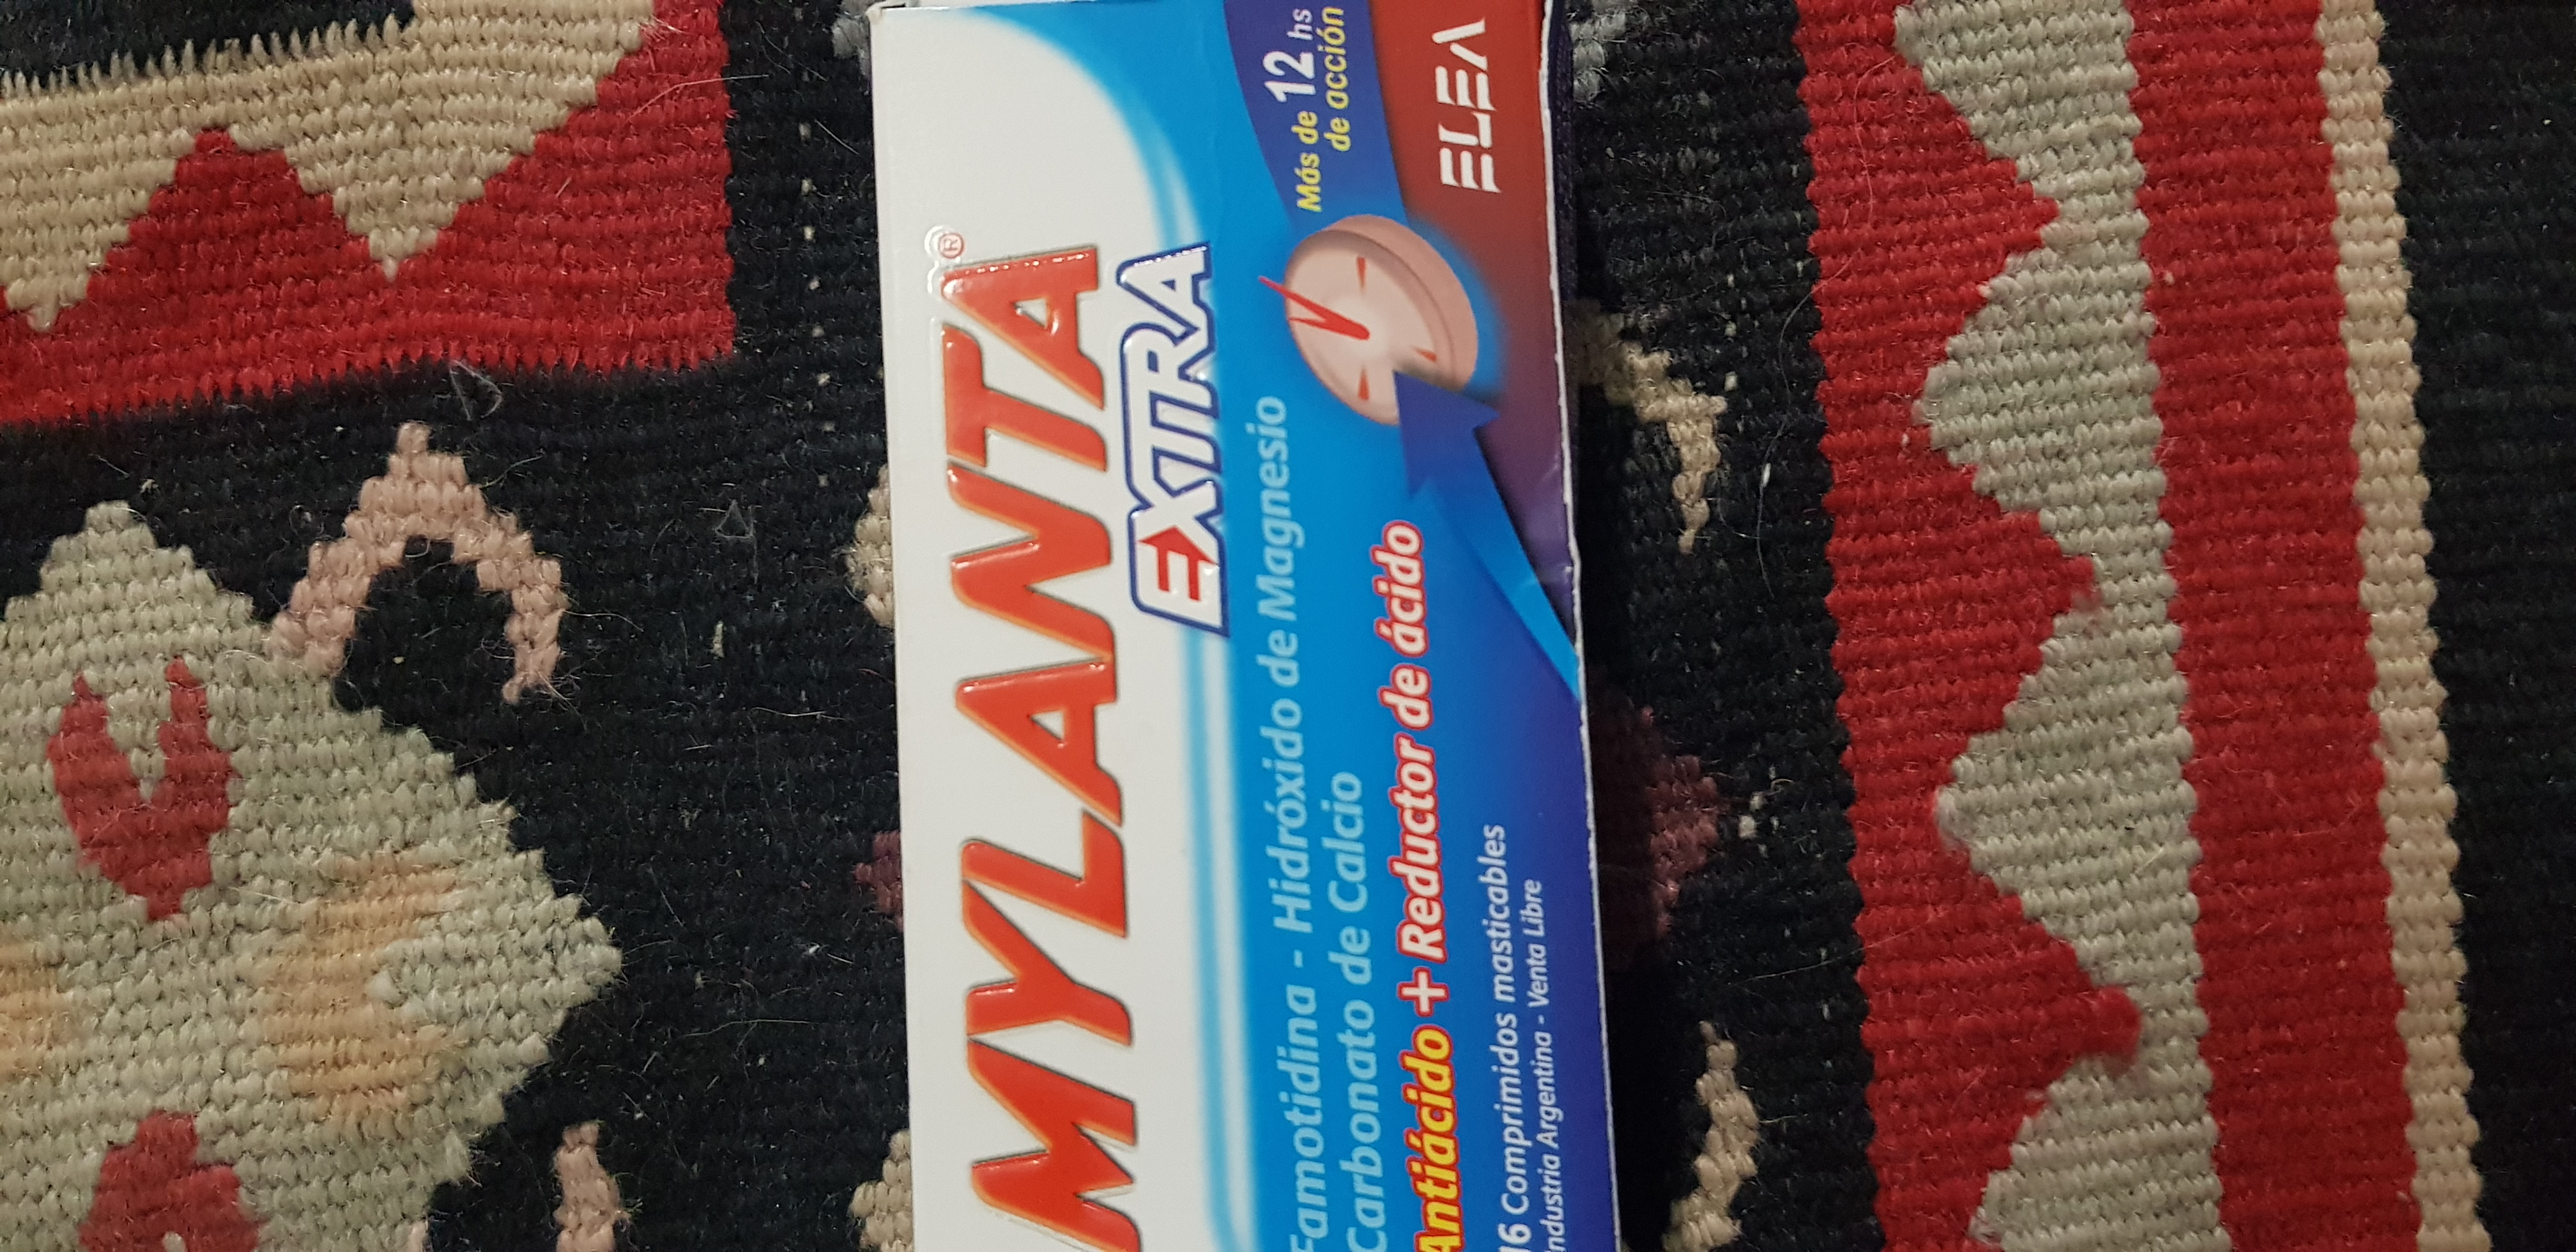 MYLANTA®
EXTRA
Famotidina - Hidróxido de Magnesio
Carbonato de Calcio
Antiácido + Reductor de ácido
16 Comprimidos masticables
Industria Argentina - Venta Libre
Más de 12 hs
de acción
ELEA